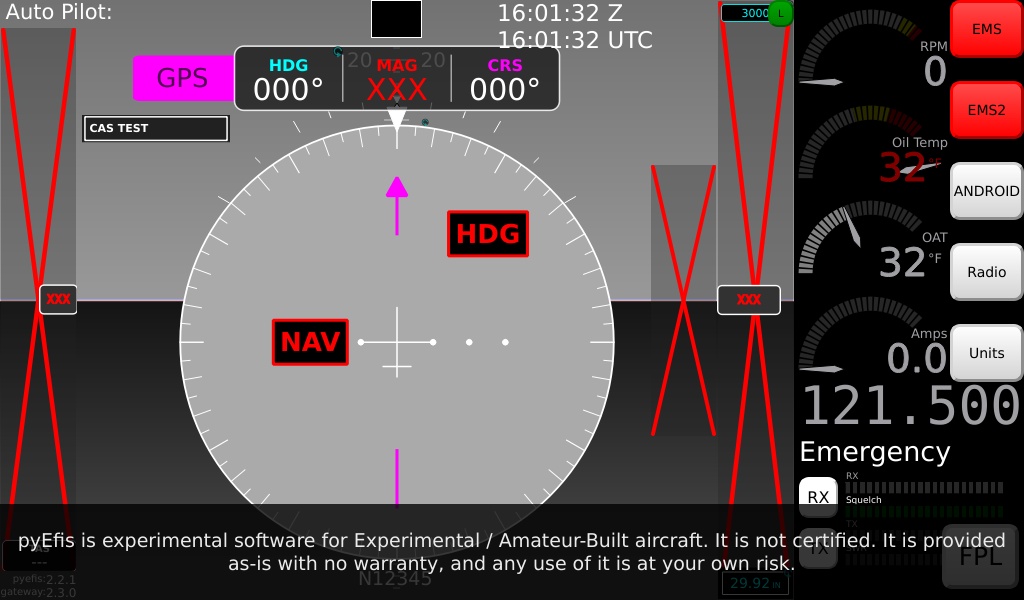 Auto Pilot:
16:01:32 Z
16:01:32 UTC
3000
L
EMS
20
20
HDG
MAG
CRS
000°
XXX
000°
GPS
CAS TEST
RPM
0
EMS2
Oil Temp
32 °F
ANDROID
HDG
OAT
32 °F
Radio
XXX
XXX
NAV
Amps
0.0
Units
121.500
Emergency
RX
RX
Squelch
TX
TX
FPL
pyEfis is experimental software for Experimental / Amateur-Built aircraft. It is not certified. It is provided
as-is with no warranty, and any use of it is at your own risk.
---
pyefis:2.2.1
gateway:2.3.0
N12345
29.92 IN